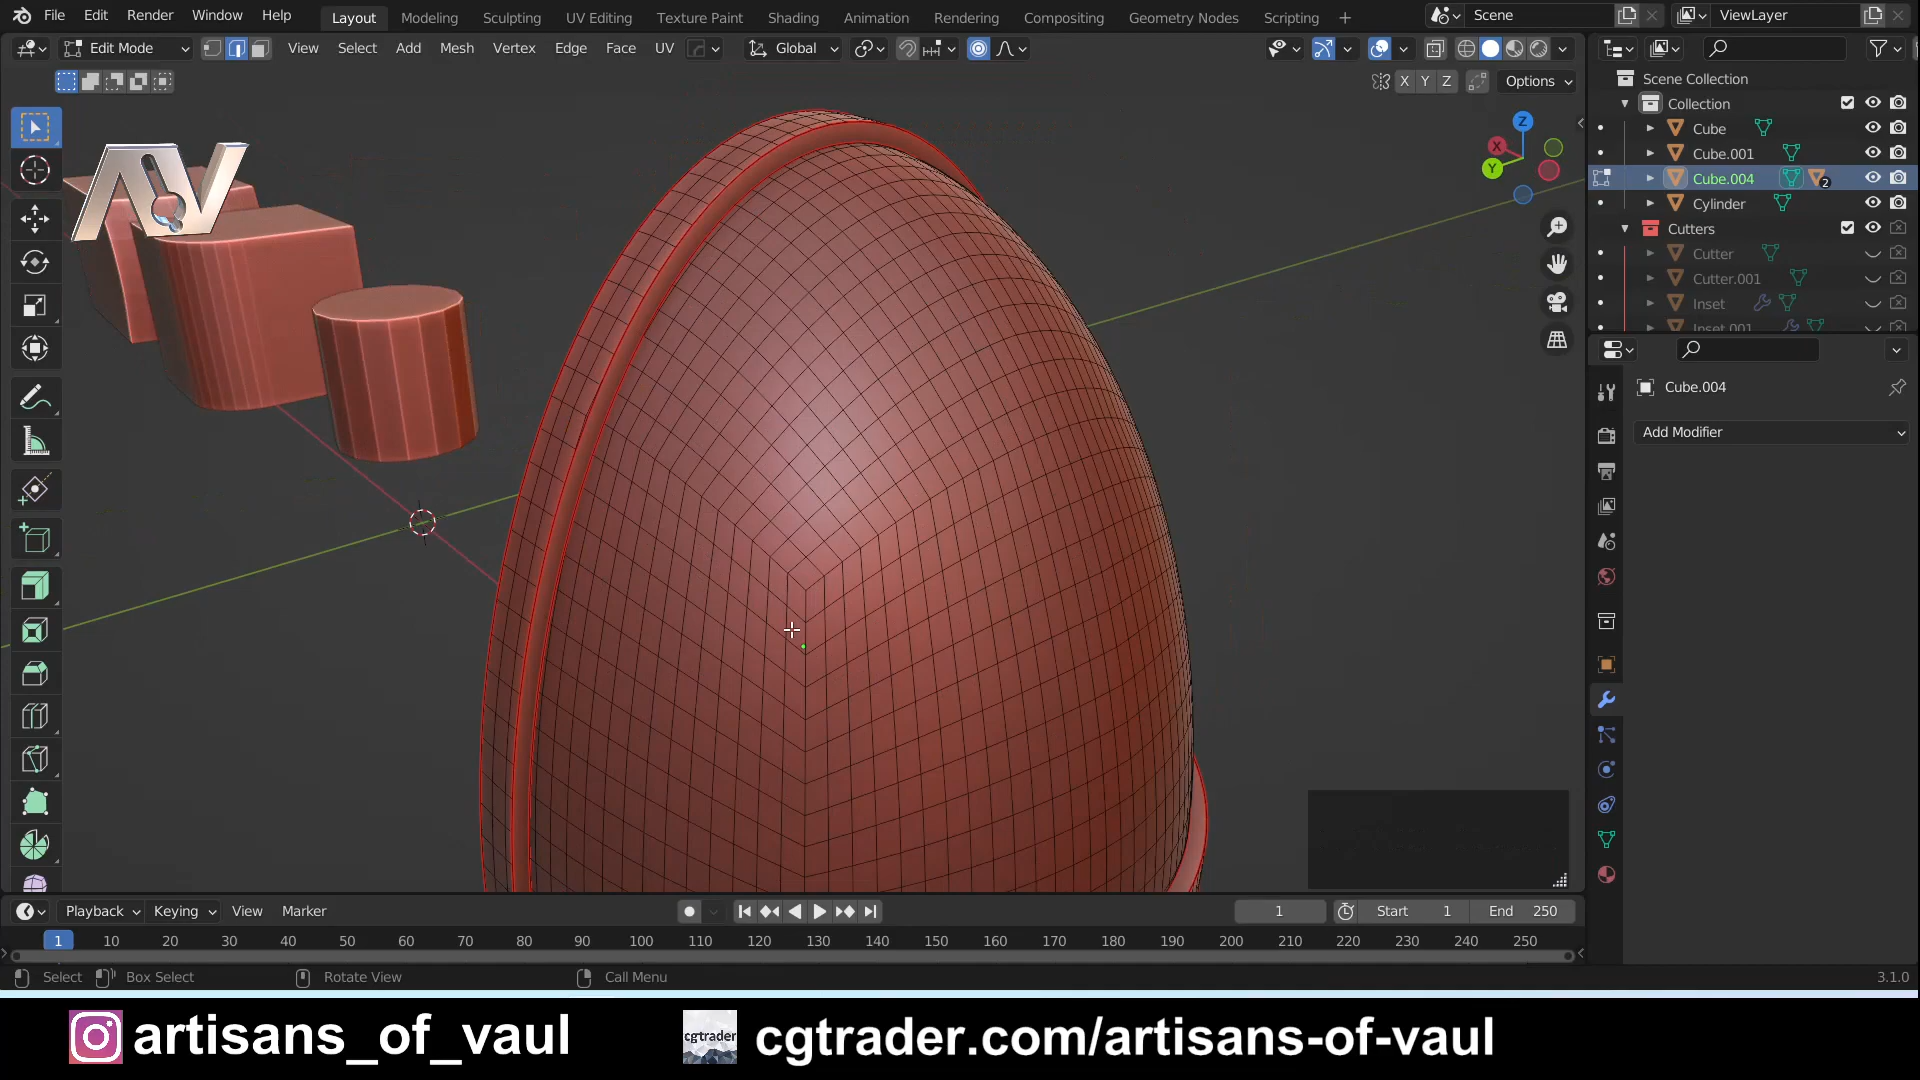 File Edit Render Window Help Layout Modeling Sculpting UV Editing Texture Paint Shading Animation Rendering Compositing Geometry Nodes Scripting + Scene ViewLayer
Edit Mode View Select Add Mesh Vertex Edge Face UV Global
X Y Z Options
Scene Collection
Collection
Cube
Cube.001
Cube.004 2
Cylinder
Cutters
Cutter
Cutter.001
Inset
Inset.001
Z
X
Y
Cube.004
Add Modifier
Playback Keying View Marker 1 Start 1 End 250
1 10 20 30 40 50 60 70 80 90 100 110 120 130 140 150 160 170 180 190 200 210 220 230 240 250
Select Box Select Rotate View Call Menu 3.1.0
artisans_of_vaul cgtrader cgtrader.com/artisans-of-vaul